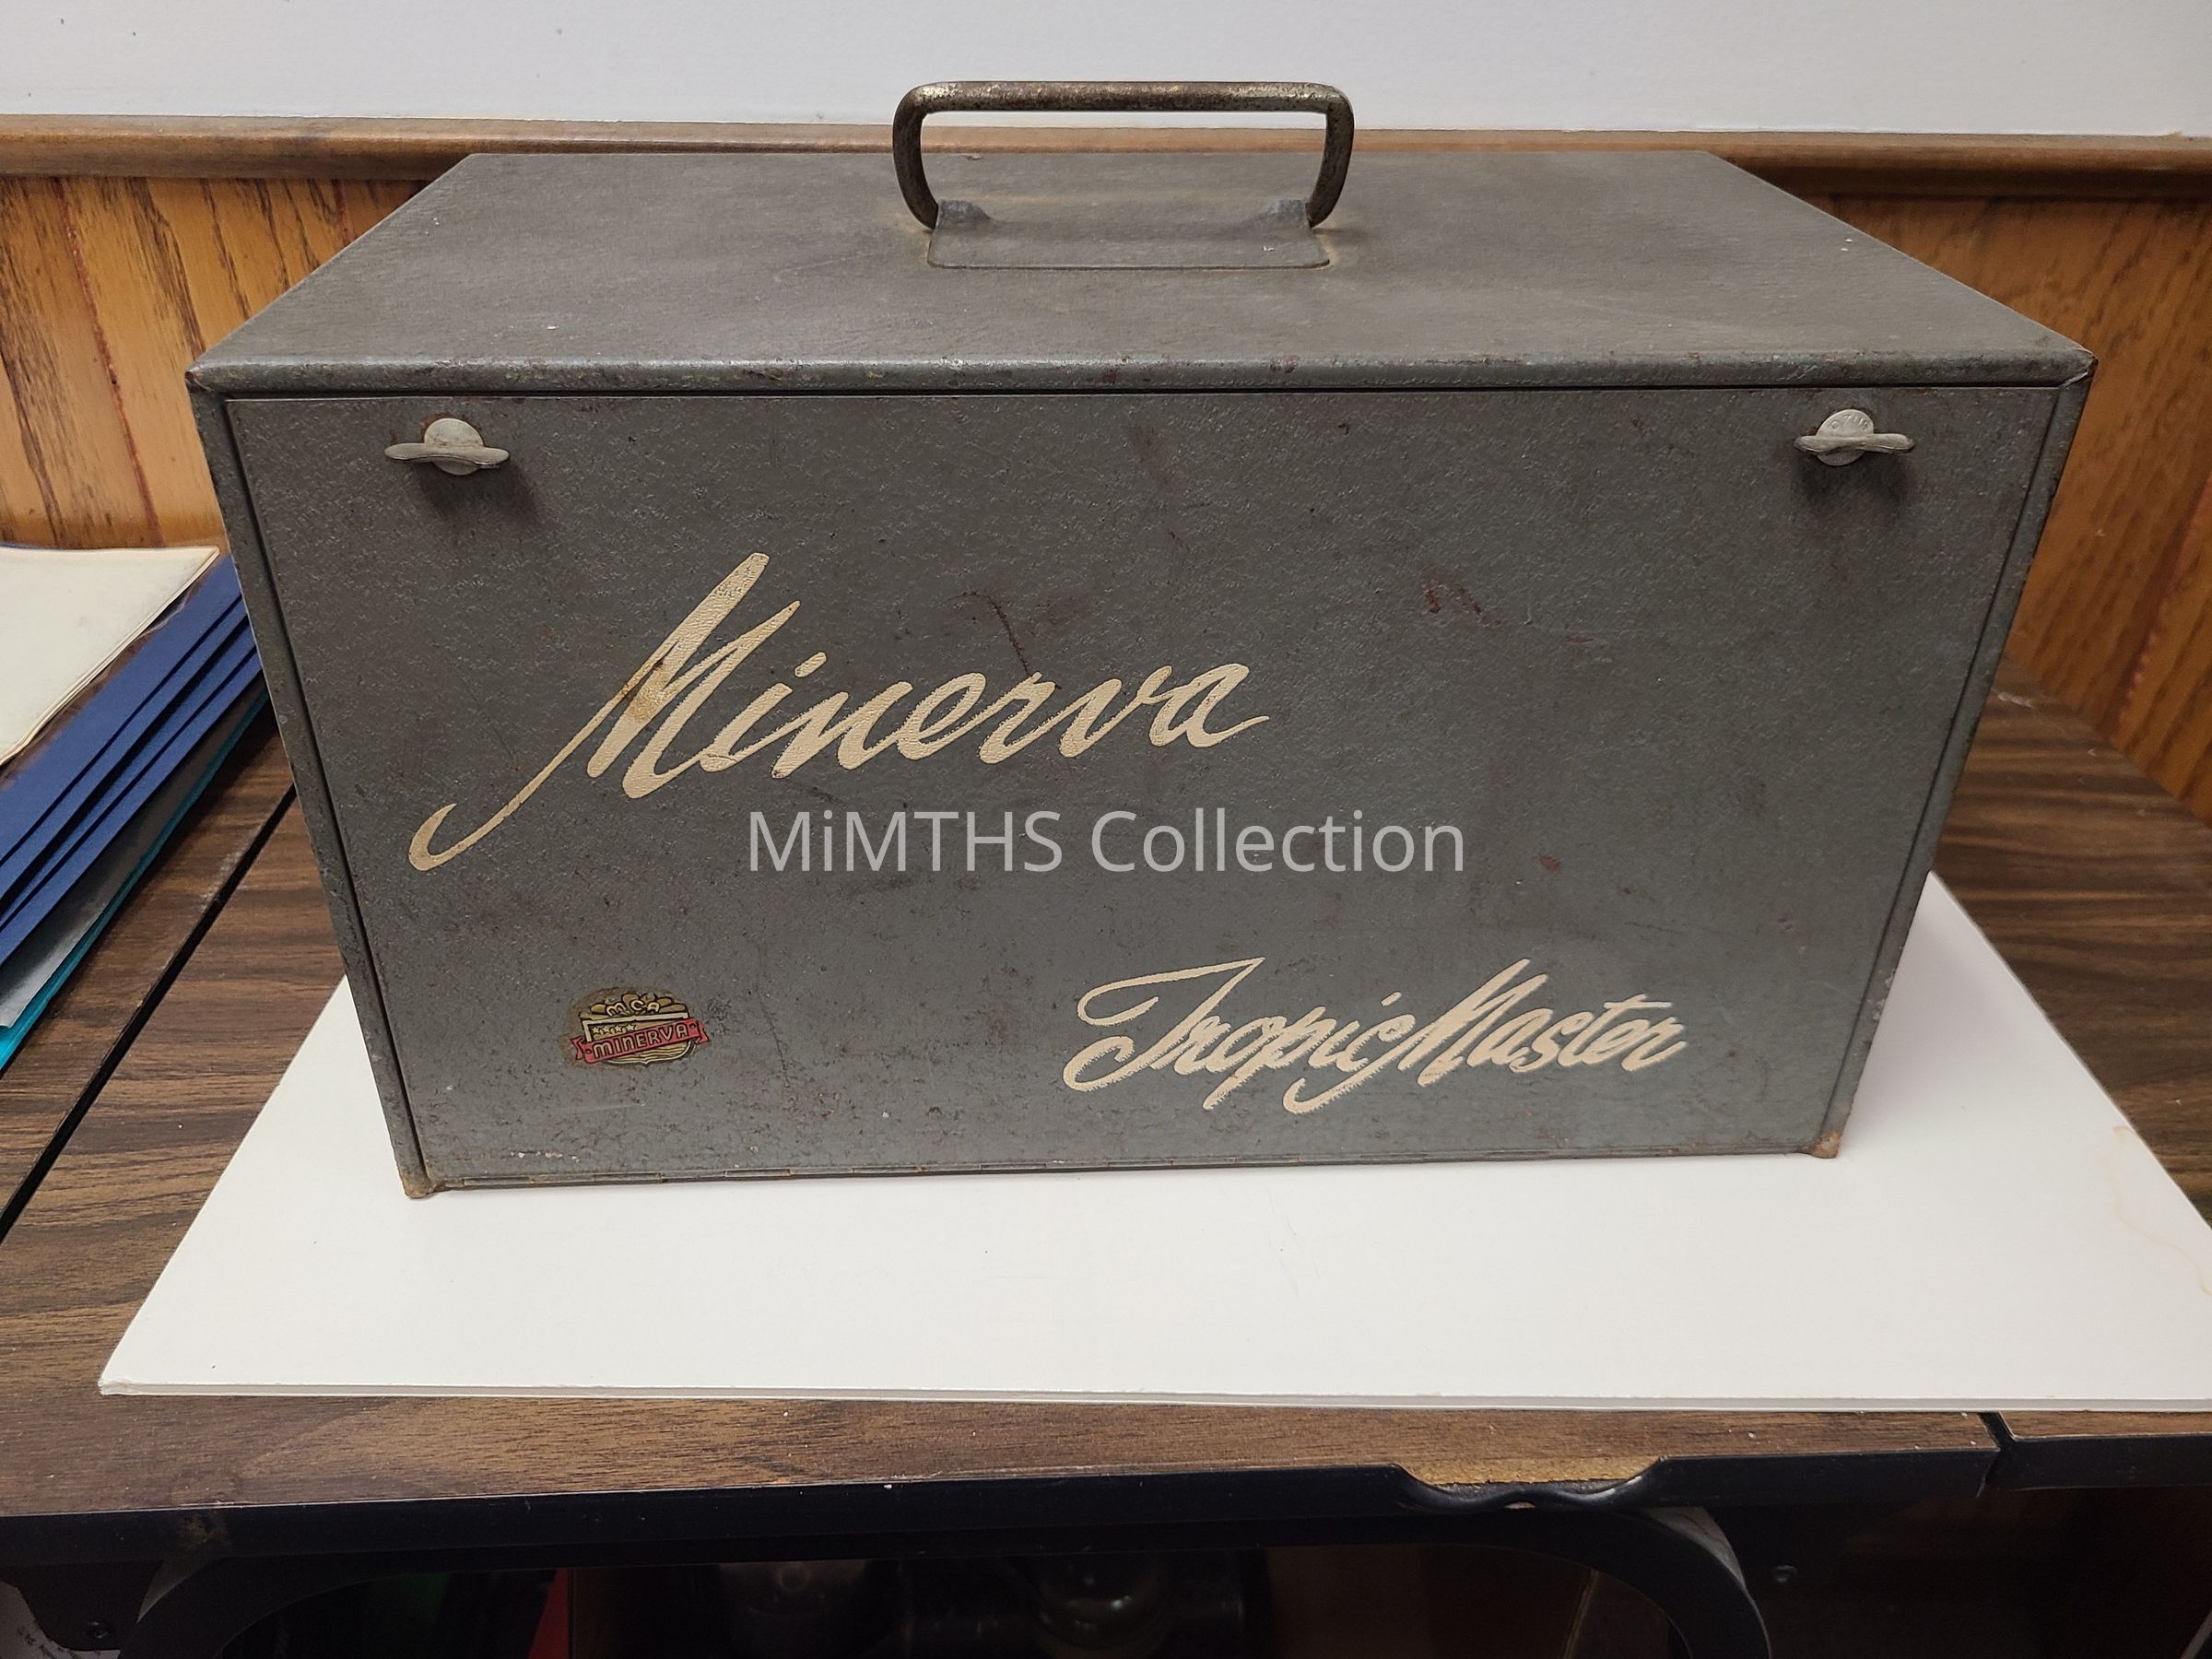 Minerva
MiMTHS Collection
MCA
MINERVA
TropicMaster